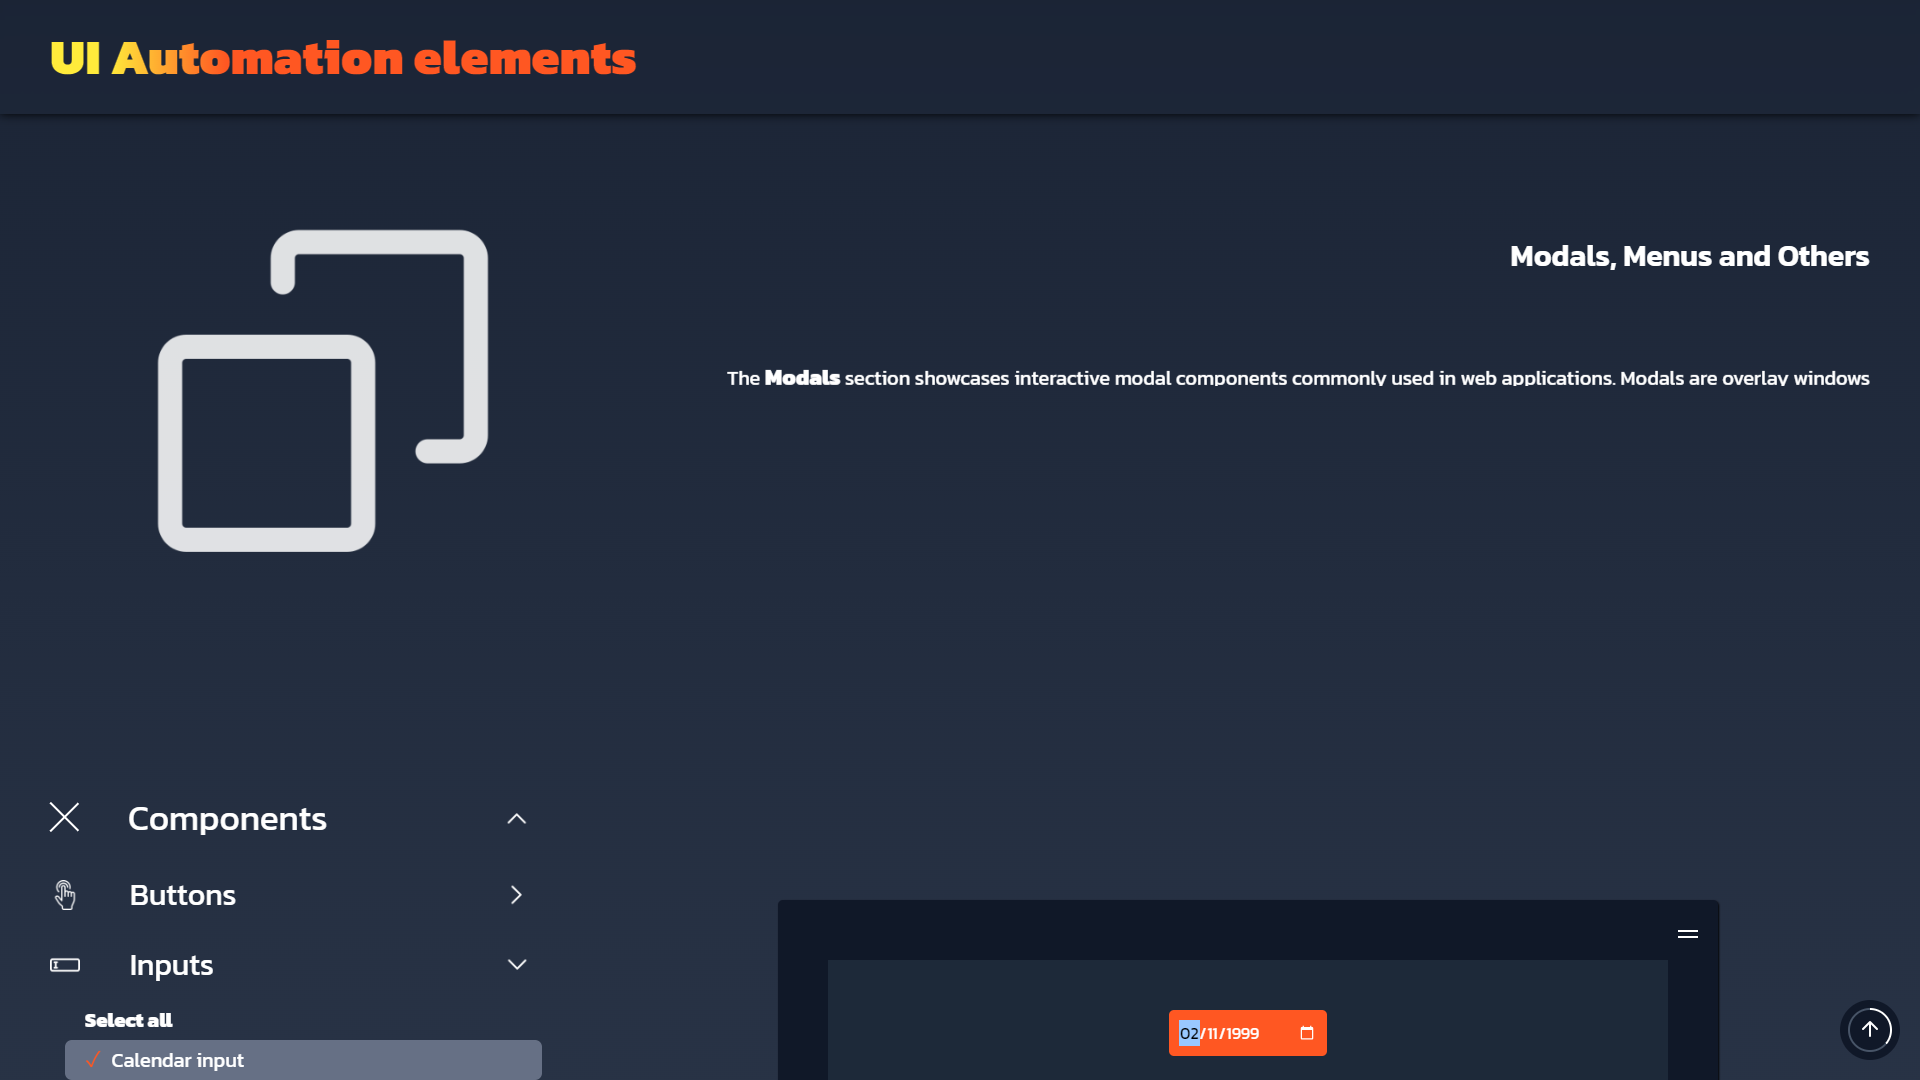 UI Automation elements
Modals, Menus and Others
The Modals section showcases interactive modal components commonly used in web applications. Modals are overlay windows
Components
Buttons
Inputs
Select all
Calendar input
02/11/1999